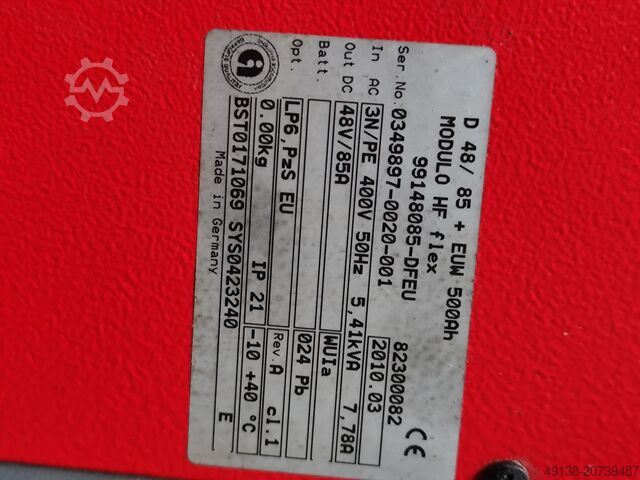 D 48/ 85 + EUW 500Ah
MODULO HF flex
99148085-DFEU 82300082
Ser.No. 0349897-0020-001 2010.03
In AC 3N/PE 400V 50Hz 5,41kVA 7,78A
Out DC 48V/85A WUIa
Batt. 024 Pb
Opt. LP6,PzS EU Rev.A cl.1
0.00kg IP 21 -10 +40 °C
BST0171069 SYS0423240 E
Made in Germany
CE
49138-20739487